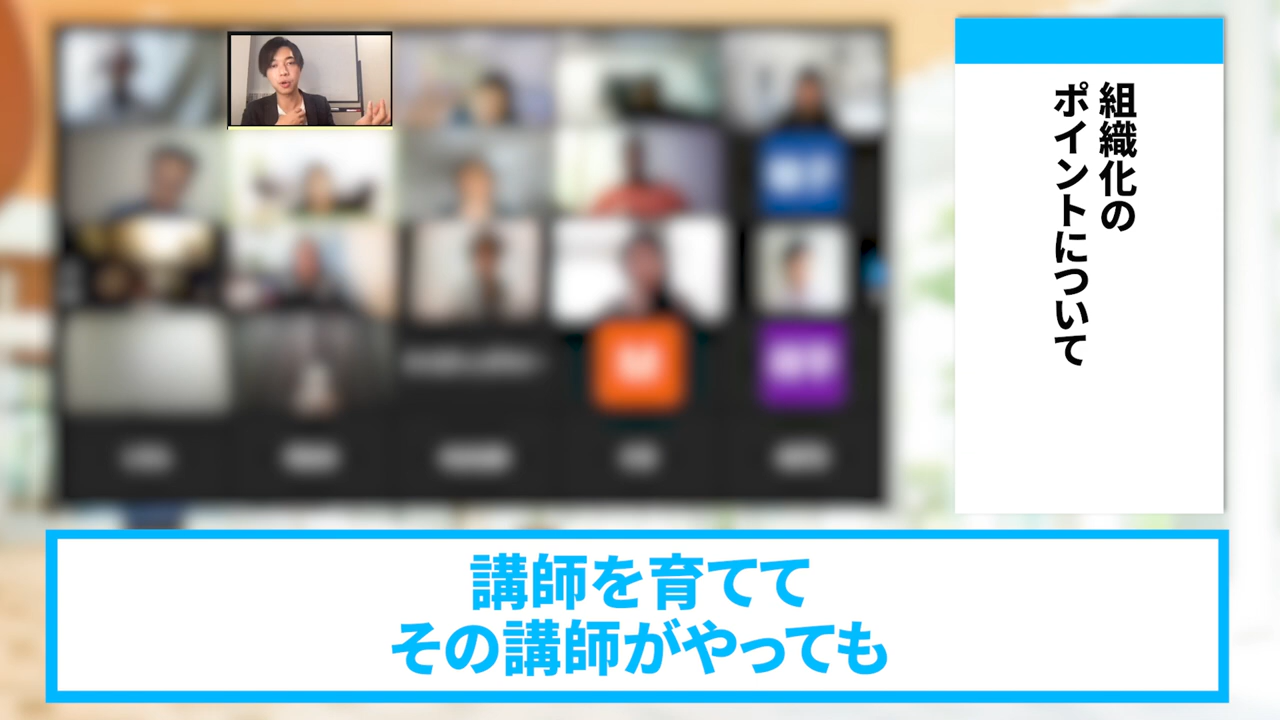 組織化の
ポイントについて
講師を育てて
その講師がやっても